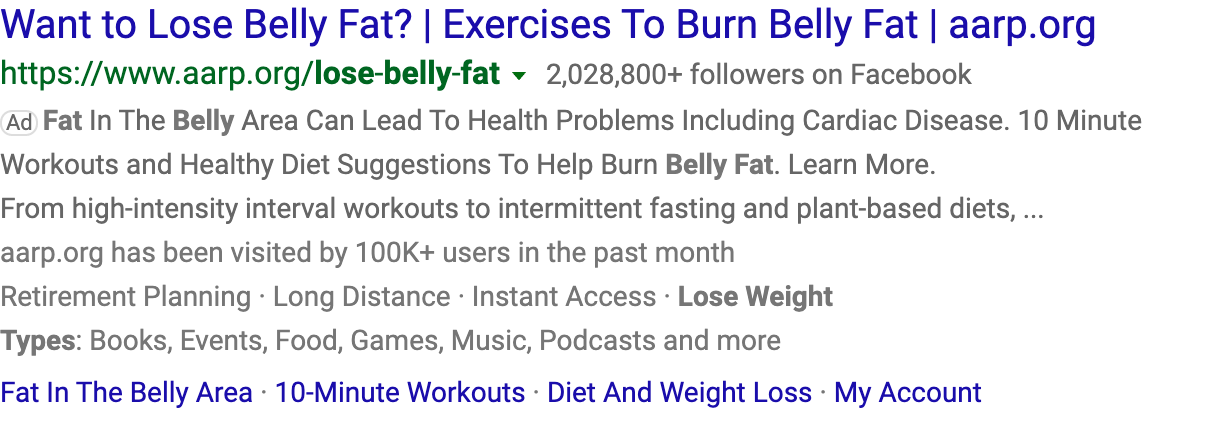 Want to Lose Belly Fat? | Exercises To Burn Belly Fat | aarp.org
https://www.aarp.org/lose-belly-fat ▼ 2,028,800+ followers on Facebook
Ad Fat In The Belly Area Can Lead To Health Problems Including Cardiac Disease. 10 Minute
Workouts and Healthy Diet Suggestions To Help Burn Belly Fat. Learn More.
From high-intensity interval workouts to intermittent fasting and plant-based diets, ...
aarp.org has been visited by 100K+ users in the past month
Retirement Planning · Long Distance · Instant Access · Lose Weight
Types: Books, Events, Food, Games, Music, Podcasts and more
Fat In The Belly Area · 10-Minute Workouts · Diet And Weight Loss · My Account